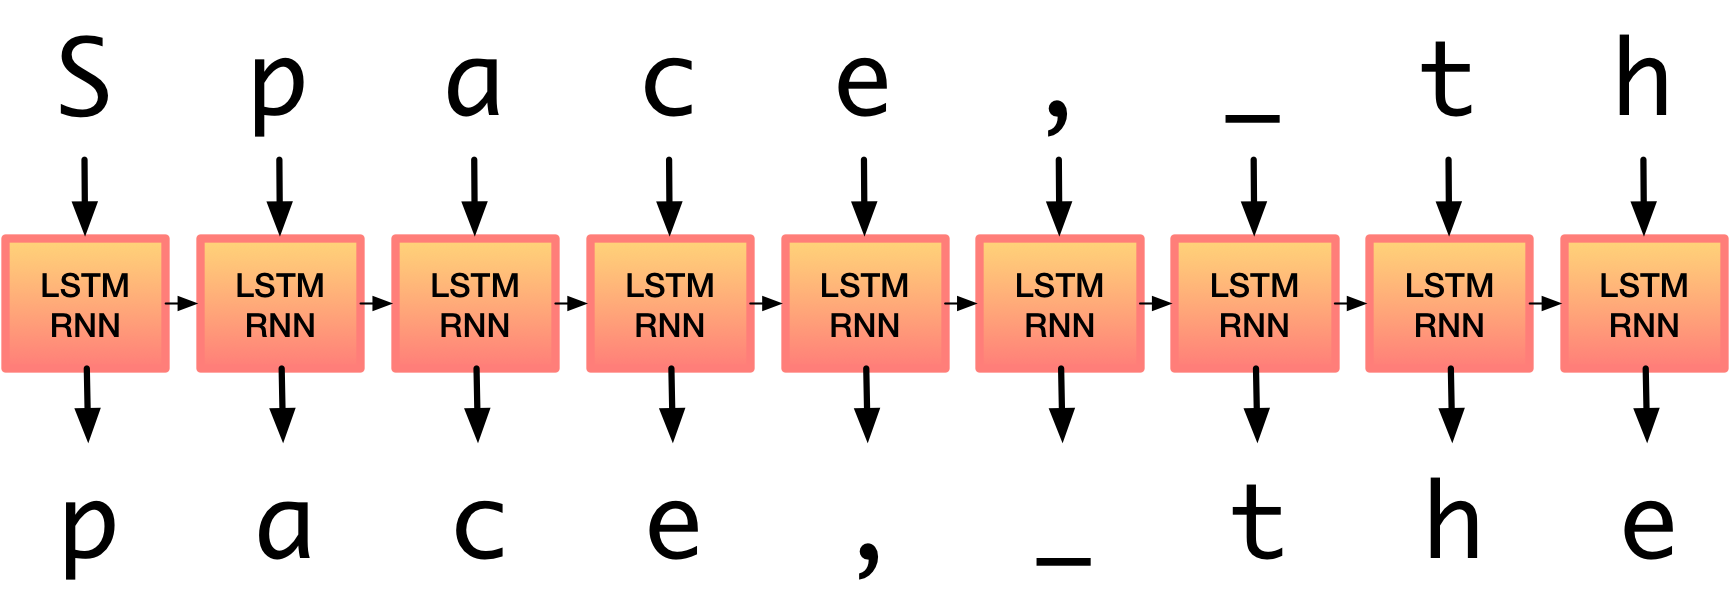 S p a c e , _ t h
LSTM RNN LSTM RNN LSTM RNN LSTM RNN LSTM RNN LSTM RNN LSTM RNN LSTM RNN LSTM RNN
p a c e , _ t h e